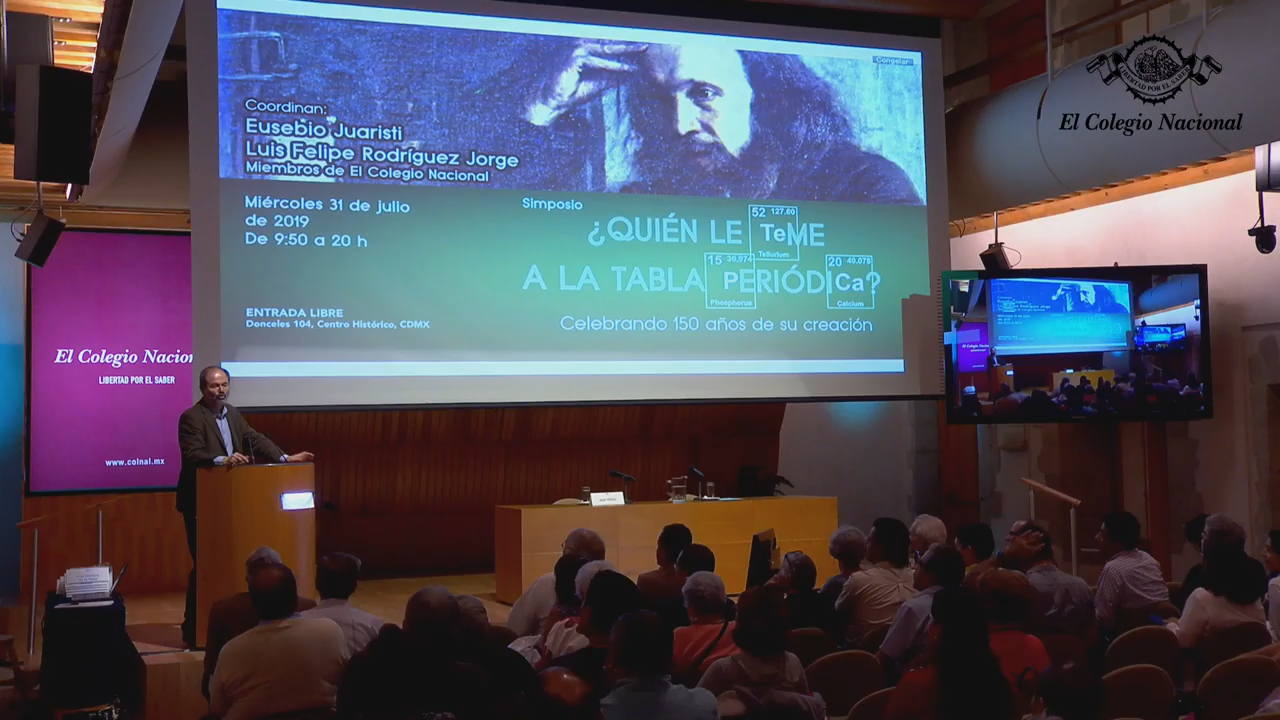 Congelar
Coordinan:
Eusebio Juaristi
Luis Felipe Rodríguez Jorge
Miembros de El Colegio Nacional
Miércoles 31 de julio
de 2019
De 9:50 a 20 h
ENTRADA LIBRE
Donceles 104, Centro Histórico, CDMX
Simposio
52 127.60
¿QUIÉN LE TeME
Tellurium
15 30.974 20 40.078
A LA TABLA PERIÓDICa?
Phosphorus Calcium
Celebrando 150 años de su creación
LIBERTAD POR EL SABER
El Colegio Nacional
El Colegio Nacion
LIBERTAD POR EL SABER
www.colnal.mx